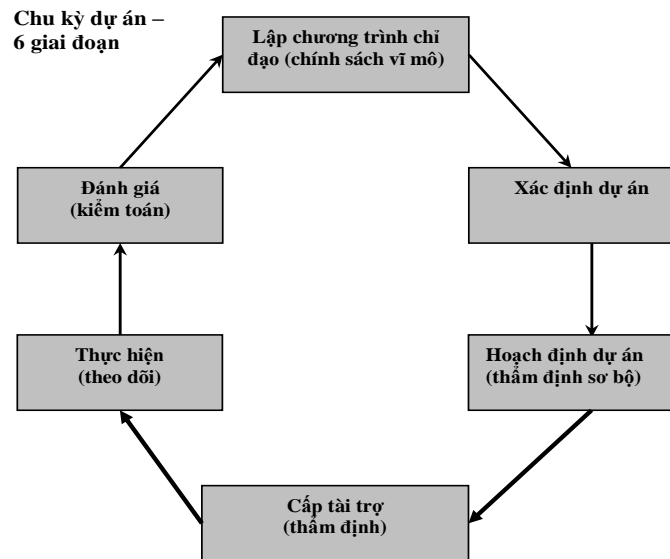 Chu kỳ dự án –
6 giai đoạn
Lập chương trình chỉ
đạo (chính sách vĩ mô)
Xác định dự án
Hoạch định dự án
(thẩm định sơ bộ)
Cấp tài trợ
(thẩm định)
Thực hiện
(theo dõi)
Đánh giá
(kiểm toán)